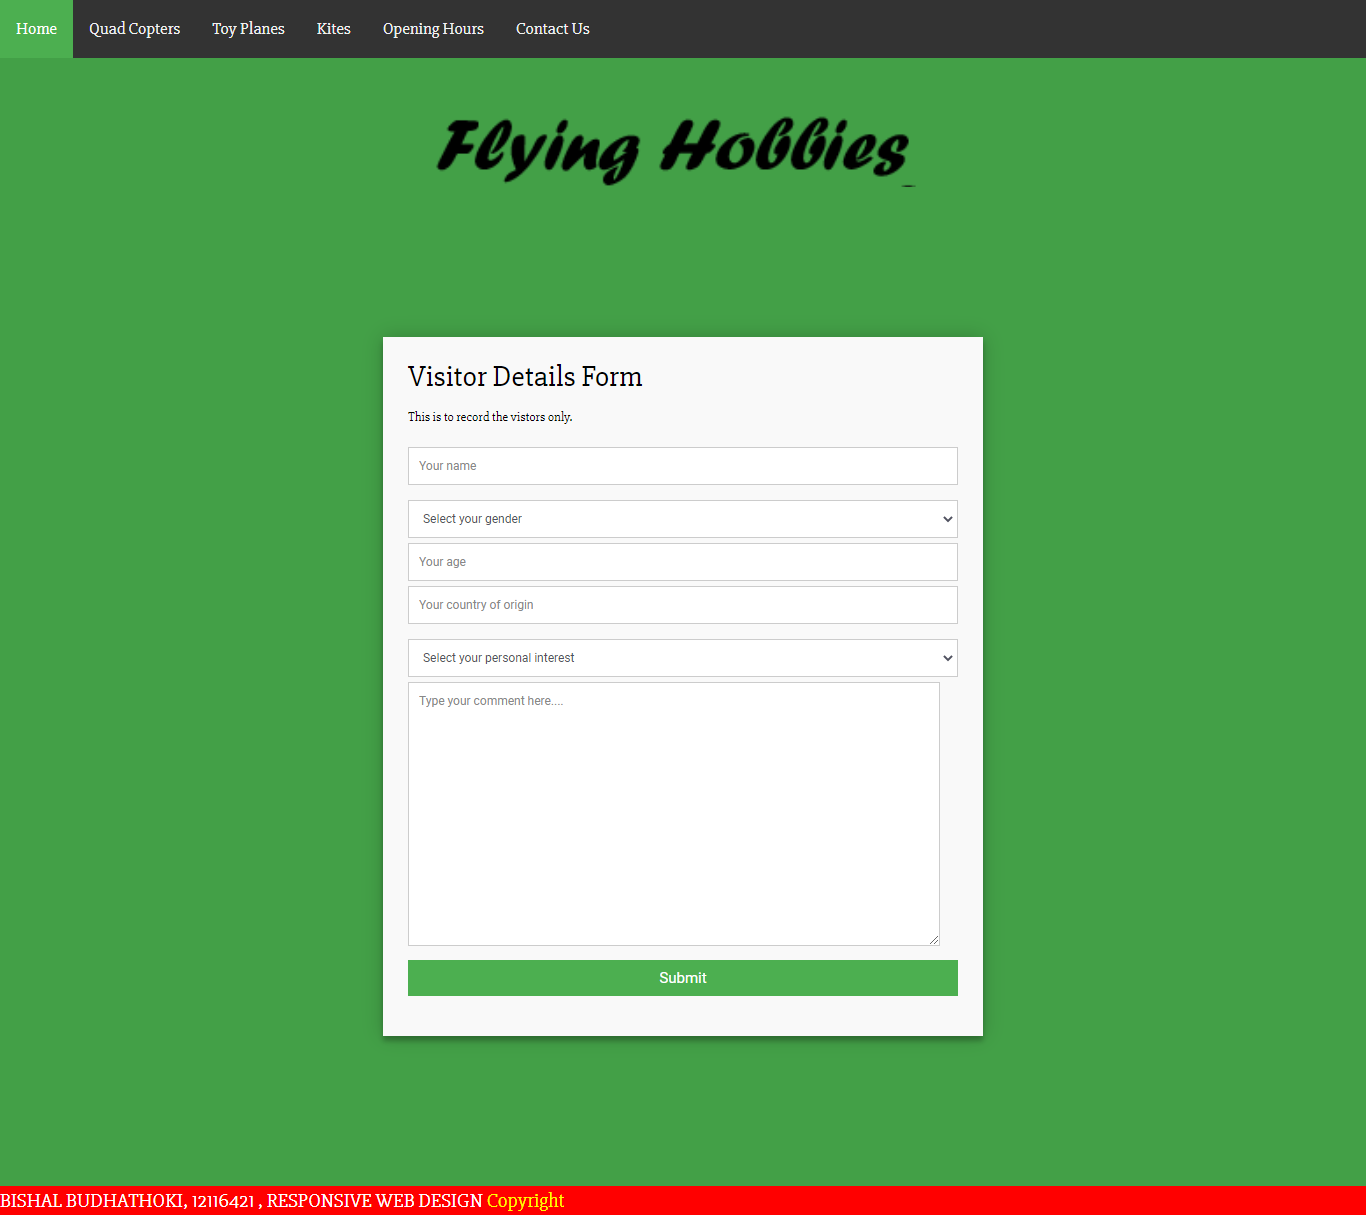 Home Quad Copters Toy Planes Kites Opening Hours Contact Us
Flying Hobbies
Visitor Details Form
This is to record the vistors only.
Your name
Select your gender
Your age
Your country of origin
Select your personal interest
Type your comment here....
Submit
BISHAL BUDHATHOKI, 12116421 , RESPONSIVE WEB DESIGN Copyright